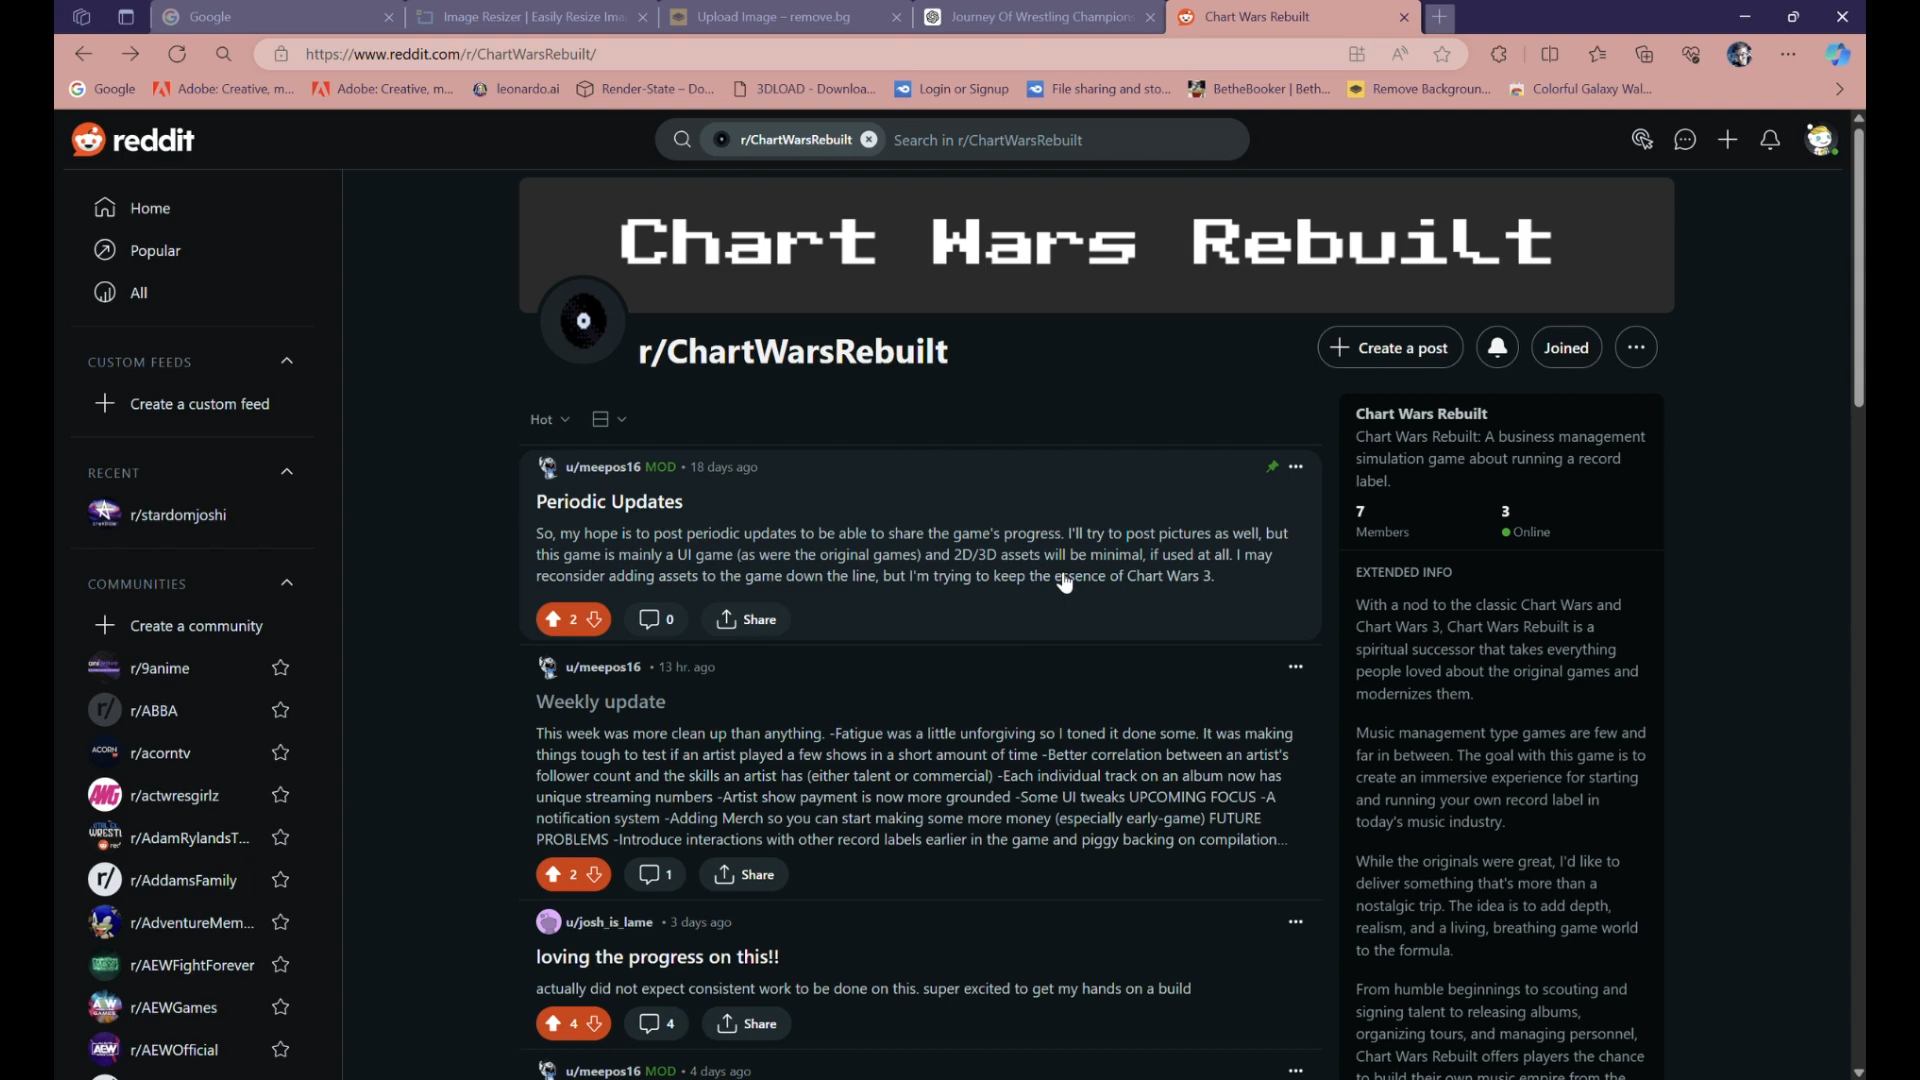 Google
Image Resizer | Easily Resize Ima
Upload Image – remove.bg
Journey Of Wrestling Champions
Chart Wars Rebuilt
https://www.reddit.com/r/ChartWarsRebuilt/
Google
Adobe: Creative, m...
Adobe: Creative, m...
leonardo.ai
Render-State – Do...
3DLOAD - Downloa...
Login or Signup
File sharing and sto...
BetheBooker | Beth...
Remove Backgroun...
Colorful Galaxy Wal...
reddit
r/ChartWarsRebuilt
Search in r/ChartWarsRebuilt
Home
Popular
All
CUSTOM FEEDS
Create a custom feed
RECENT
r/stardomjoshi
COMMUNITIES
Create a community
r/9anime
r/ r/ABBA
ACORN r/acorntv
r/actwresgirlz
r/AdamRylandsT...
r/ r/AddamsFamily
r/AdventureMem...
r/AEWFightForever
r/AEWGames
AEW r/AEWOfficial
Chart Wars Rebuilt
r/ChartWarsRebuilt
Create a post
Joined
Hot
u/meepos16 MOD • 18 days ago
Periodic Updates
So, my hope is to post periodic updates to be able to share the game's progress. I'll try to post pictures as well, but
this game is mainly a UI game (as were the original games) and 2D/3D assets will be minimal, if used at all. I may
reconsider adding assets to the game down the line, but I'm trying to keep the essence of Chart Wars 3.
2
0
Share
u/meepos16 • 13 hr. ago
Weekly update
This week was more clean up than anything. -Fatigue was a little unforgiving so I toned it done some. It was making
things tough to test if an artist played a few shows in a short amount of time -Better correlation between an artist's
follower count and the skills an artist has (either talent or commercial) -Each individual track on an album now has
unique streaming numbers -Artist show payment is now more grounded -Some UI tweaks UPCOMING FOCUS -A
notification system -Adding Merch so you can start making some more money (especially early-game) FUTURE
PROBLEMS -Introduce interactions with other record labels earlier in the game and piggy backing on compilation...
2
1
Share
u/josh_is_lame • 3 days ago
loving the progress on this!!
actually did not expect consistent work to be done on this. super excited to get my hands on a build
4
4
Share
u/meepos16 MOD • 4 days ago
Chart Wars Rebuilt
Chart Wars Rebuilt: A business management
simulation game about running a record
label.
7
3
Members
Online
EXTENDED INFO
With a nod to the classic Chart Wars and
Chart Wars 3, Chart Wars Rebuilt is a
spiritual successor that takes everything
people loved about the original games and
modernizes them.
Music management type games are few and
far in between. The goal with this game is to
create an immersive experience for starting
and running your own record label in
today's music industry.
While the originals were great, I'd like to
deliver something that's more than a
nostalgic trip. The idea is to add depth,
realism, and a living, breathing game world
to the formula.
From humble beginnings to scouting and
signing talent to releasing albums,
organizing tours, and managing personnel,
Chart Wars Rebuilt offers players the chance
to build their own music empire from the